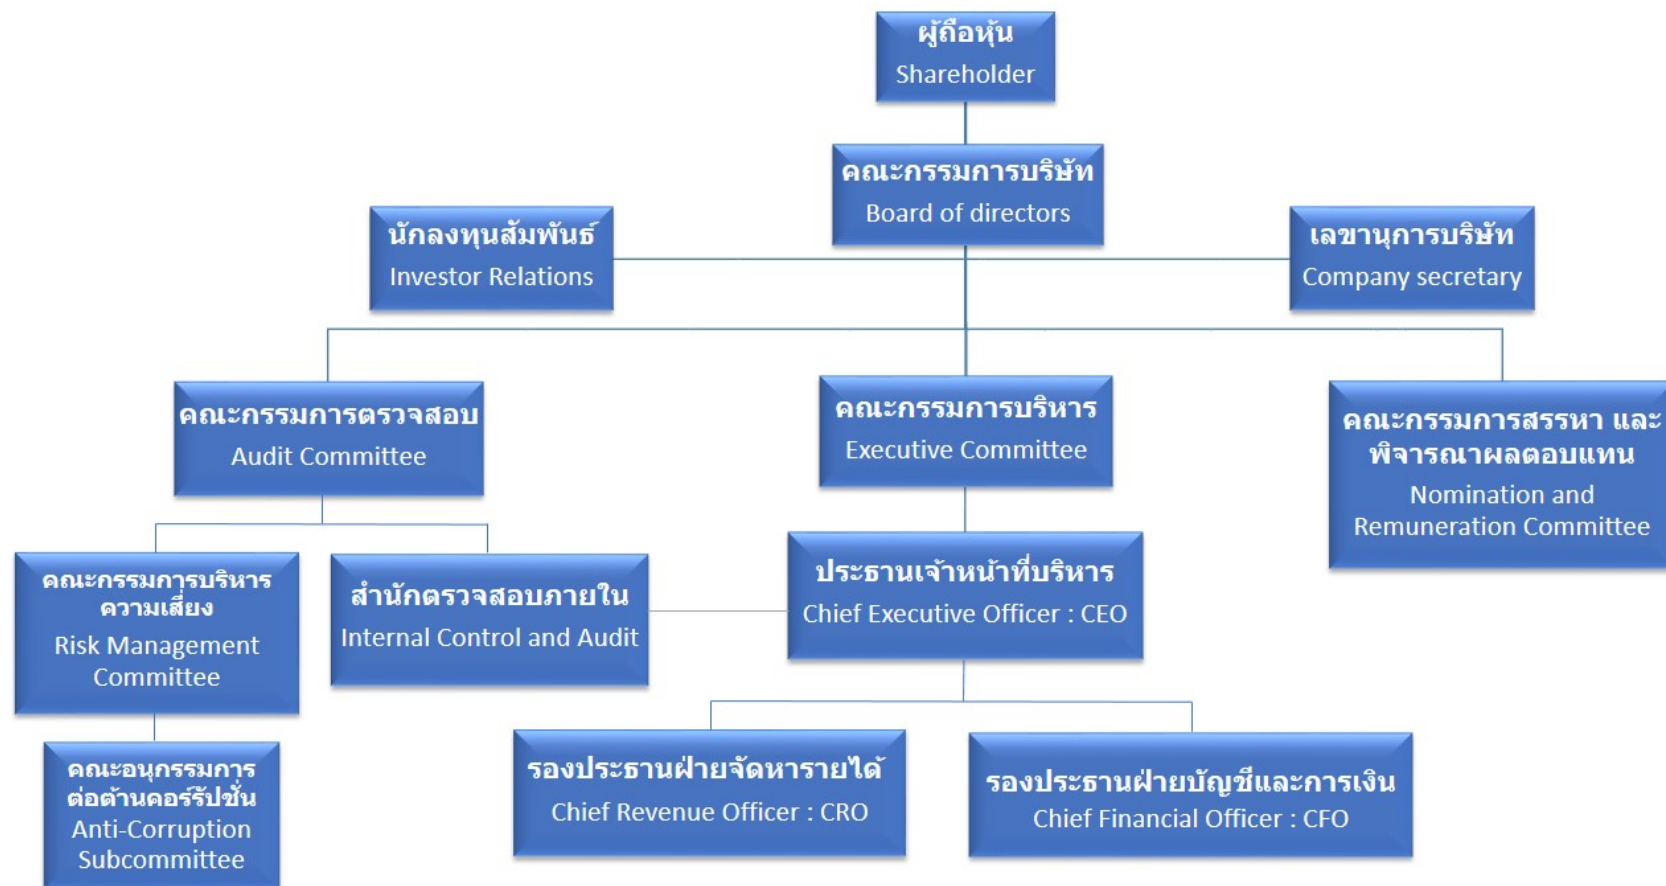 ผู้ถือหุ้น
Shareholder
คณะกรรมการบริษัท
Board of directors
นักลงทุนสัมพันธ์
Investor Relations
เลขานุการบริษัท
Company secretary
คณะกรรมการตรวจสอบ
Audit Committee
คณะกรรมการบริหาร
Executive Committee
คณะกรรมการสรรหา และ
พิจารณาผลตอบแทน
Nomination and
Remuneration Committee
คณะกรรมการบริหาร
ความเสี่ยง
Risk Management
Committee
สำนักตรวจสอบภายใน
Internal Control and Audit
ประธานเจ้าหน้าที่บริหาร
Chief Executive Officer : CEO
คณะอนุกรรมการ
ต่อต้านคอร์รัปชั่น
Anti-Corruption
Subcommittee
รองประธานฝ่ายจัดหารายได้
Chief Revenue Officer : CRO
รองประธานฝ่ายบัญชีและการเงิน
Chief Financial Officer : CFO